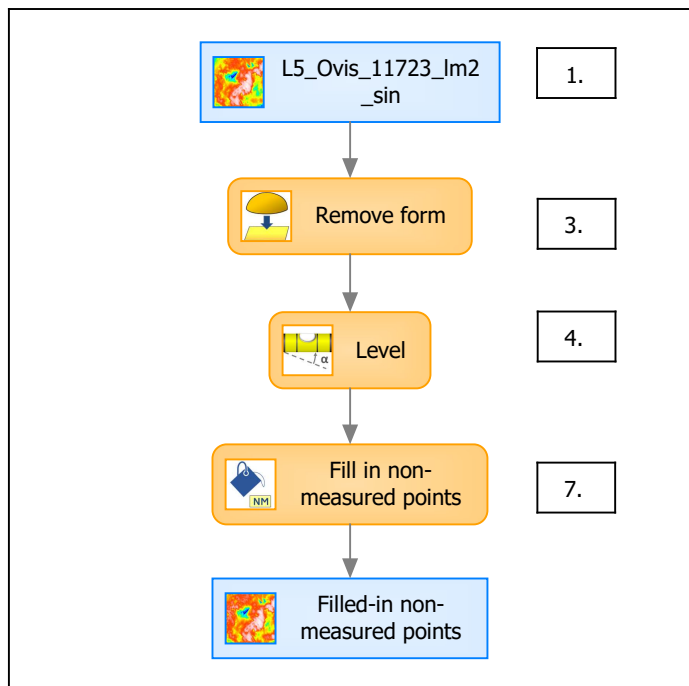 L5_Ovis_11723_lm2
_sin
1.
Remove form
3.
α
Level
4.
Fill in non-
measured points
NM
7.
Filled-in non-
measured points